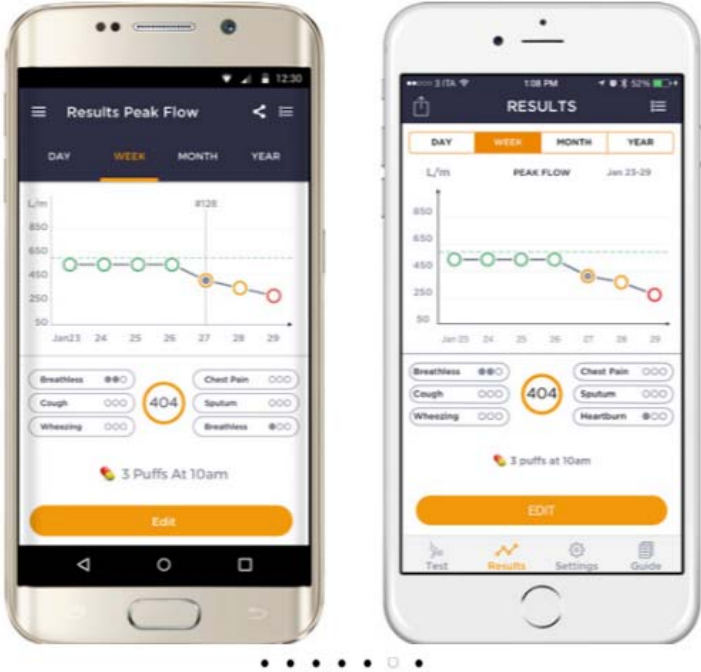 12:30
Results Peak Flow
DAY WEEK MONTH YEAR
L/m #128
850
650
450
250
50
Jan23 24 25 26 27 28 29
Breathless Chest Pain
Cough 404 Sputum
Wheezing Breathless
3 Puffs At 10am
Edit
3 ITA 1:08 PM 52%
RESULTS
DAY WEEK MONTH YEAR
L/m PEAK FLOW Jan 23-29
850
650
450
250
50
Jan 23 24 25 26 27 28 29
Breathless Chest Pain
Cough 404 Sputum
Wheezing Heartburn
3 puffs at 10am
EDIT
Test Results Settings Guide